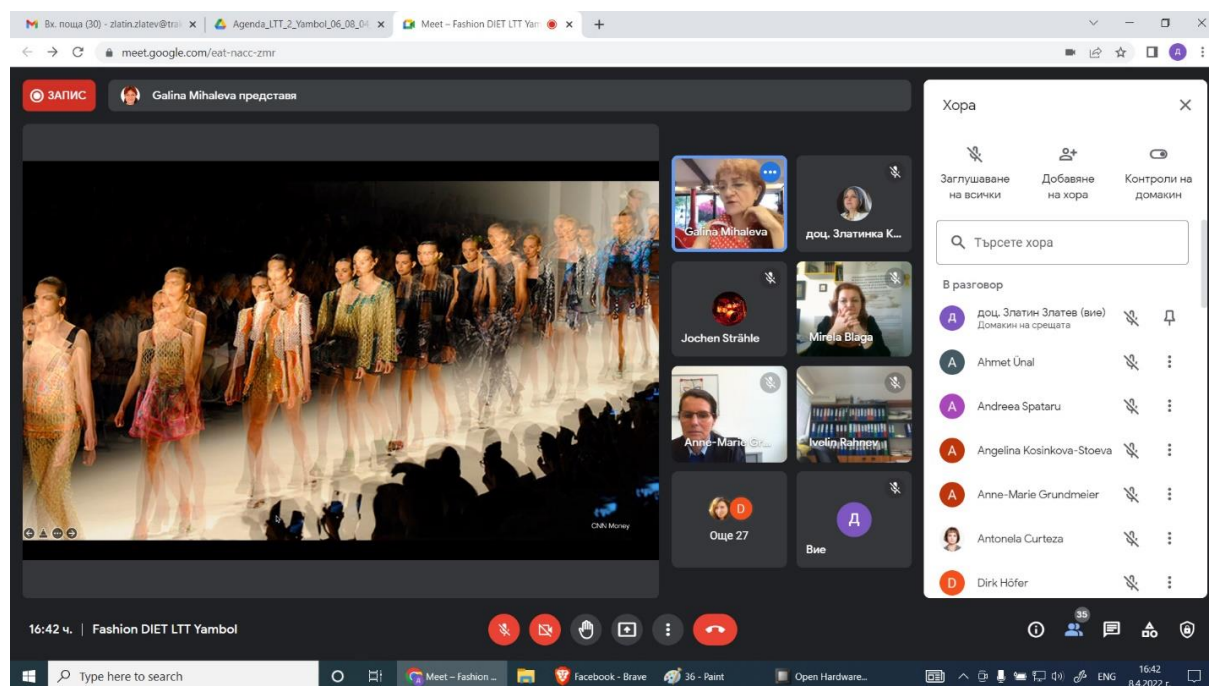 Вх. поща (30) - zlatin.zlatev@trak
Agenda_LTT_2_Yambol_06_08_04
Meet – Fashion DIET LTT Yam
meet.google.com/eat-nacc-zmr
ЗАПИС
Galina Mihaleva представя
CNN Money
Galina Mihaleva
доц. Златинка К...
Jochen Strähle
Mirela Blaga
Anne-Marie Gr...
Ivelin Rahnev
Още 27
Д
Вие
Хора
Заглушаване
на всички
Добавяне
на хора
Контроли на
домакин
Търсете хора
В разговор
доц. Златин Златев (вие)
Домакин на срещата
Ahmet Ünal
Andreea Spataru
Angelina Kosinkova-Stoeva
Anne-Marie Grundmeier
Antonela Curteza
Dirk Höfer
16:42 ч. | Fashion DIET LTT Yambol
35
Type here to search
Meet – Fashion ...
Facebook - Brave
36 - Paint
Open Hardware...
ENG
16:42
8.4.2022 г.